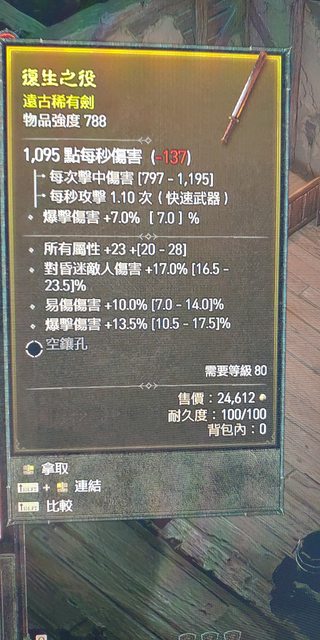 復生之役
遠古稀有劍
物品強度 788
1,095 點每秒傷害 (-137)
每次擊中傷害 [797 - 1,195]
每秒攻擊 1.10 次 (快速武器)
爆擊傷害 +7.0% [7.0] %
所有屬性 +23 +[20 - 28]
對昏迷敵人傷害 +17.0% [16.5 -
23.5]%
易傷傷害 +10.0% [7.0 - 14.0]%
爆擊傷害 +13.5% [10.5 - 17.5]%
空鑲孔
需要等級 80
售價：24,612
耐久度：100/100
背包內：0
拿取
+ 連結
比較